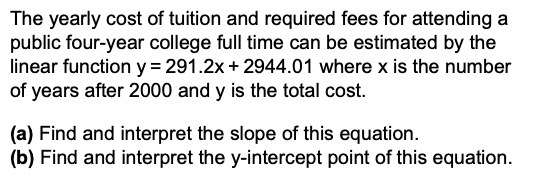 The yearly cost of tuition and required fees for attending a
public four-year college full time can be estimated by the
linear function y = 291.2x + 2944.01 where x is the number
of years after 2000 and y is the total cost.
(a) Find and interpret the slope of this equation.
(b) Find and interpret the y-intercept point of this equation.